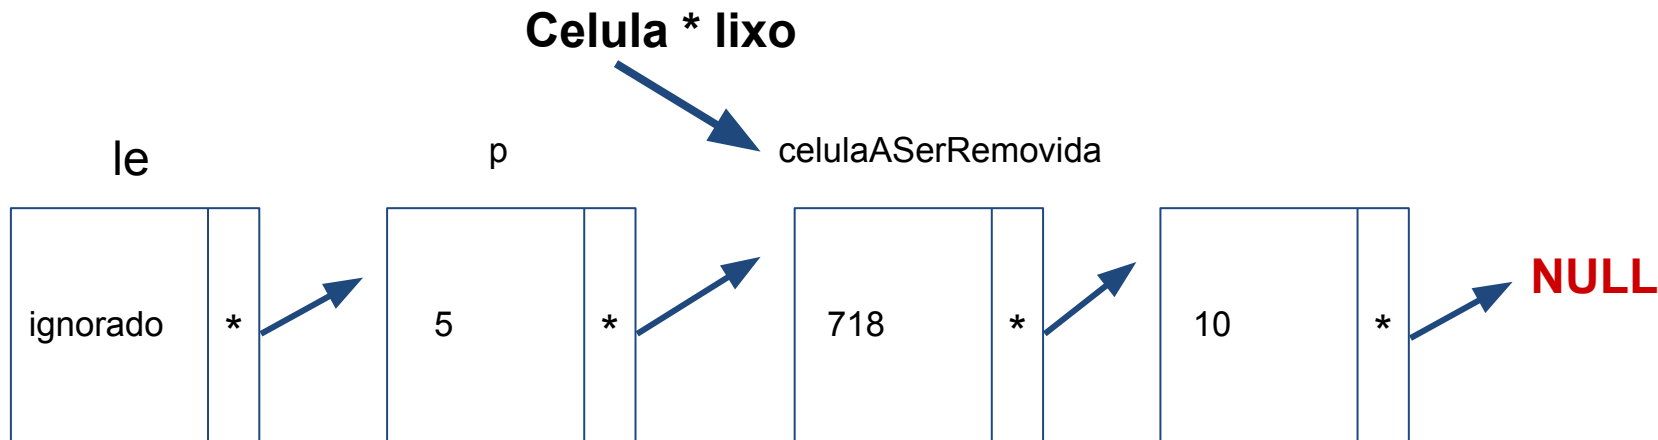 Celula * lixo
le
p
celulaASerRemovida
ignorado *
5 *
718 *
10 *
NULL